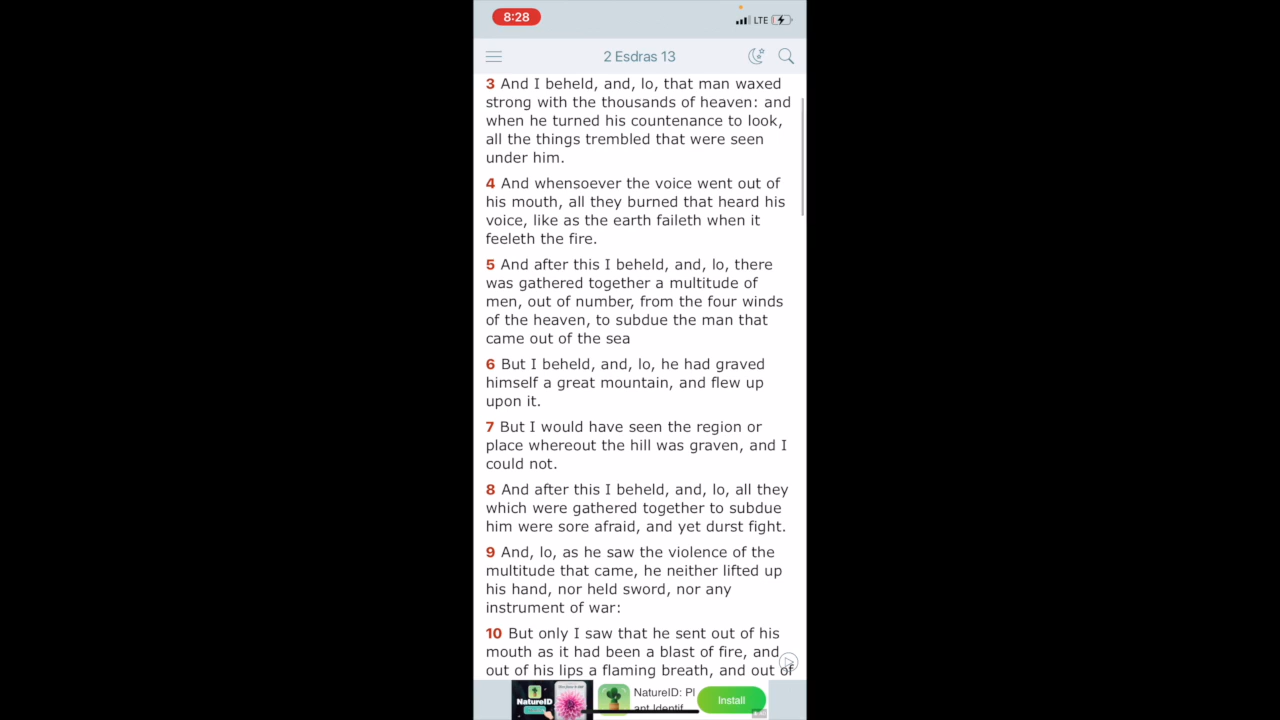 8:28
LTE
2 Esdras 13
3 And I beheld, and, lo, that man waxed
strong with the thousands of heaven: and
when he turned his countenance to look,
all the things trembled that were seen
under him.
4 And whensoever the voice went out of
his mouth, all they burned that heard his
voice, like as the earth faileth when it
feeleth the fire.
5 And after this I beheld, and, lo, there
was gathered together a multitude of
men, out of number, from the four winds
of the heaven, to subdue the man that
came out of the sea
6 But I beheld, and, lo, he had graved
himself a great mountain, and flew up
upon it.
7 But I would have seen the region or
place whereout the hill was graven, and I
could not.
8 And after this I beheld, and, lo, all they
which were gathered together to subdue
him were sore afraid, and yet durst fight.
9 And, lo, as he saw the violence of the
multitude that came, he neither lifted up
his hand, nor held sword, nor any
instrument of war:
10 But only I saw that he sent out of his
mouth as it had been a blast of fire, and
out of his lips a flaming breath, and out of
NatureID
NatureID: Pl
ant Identif
Install